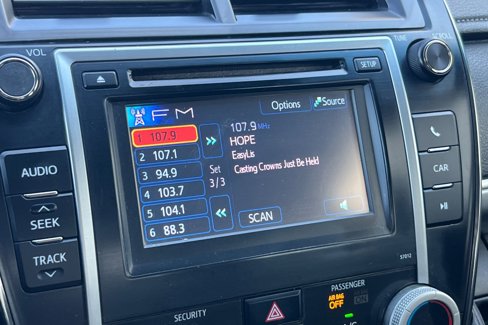 VOL
TUNE
SCROLL
SETUP
FM
Options
Source
1 107.9
107.9 MHz
HOPE
EasyLis
Casting Crowns Just Be Held
2 107.1
3 94.9
Set
3/3
4 103.7
5 104.1
6 88.3
SCAN
AUDIO
SEEK
TRACK
CAR
57012
SECURITY
PASSENGER
AIR BAG
OFF
ON
A/C